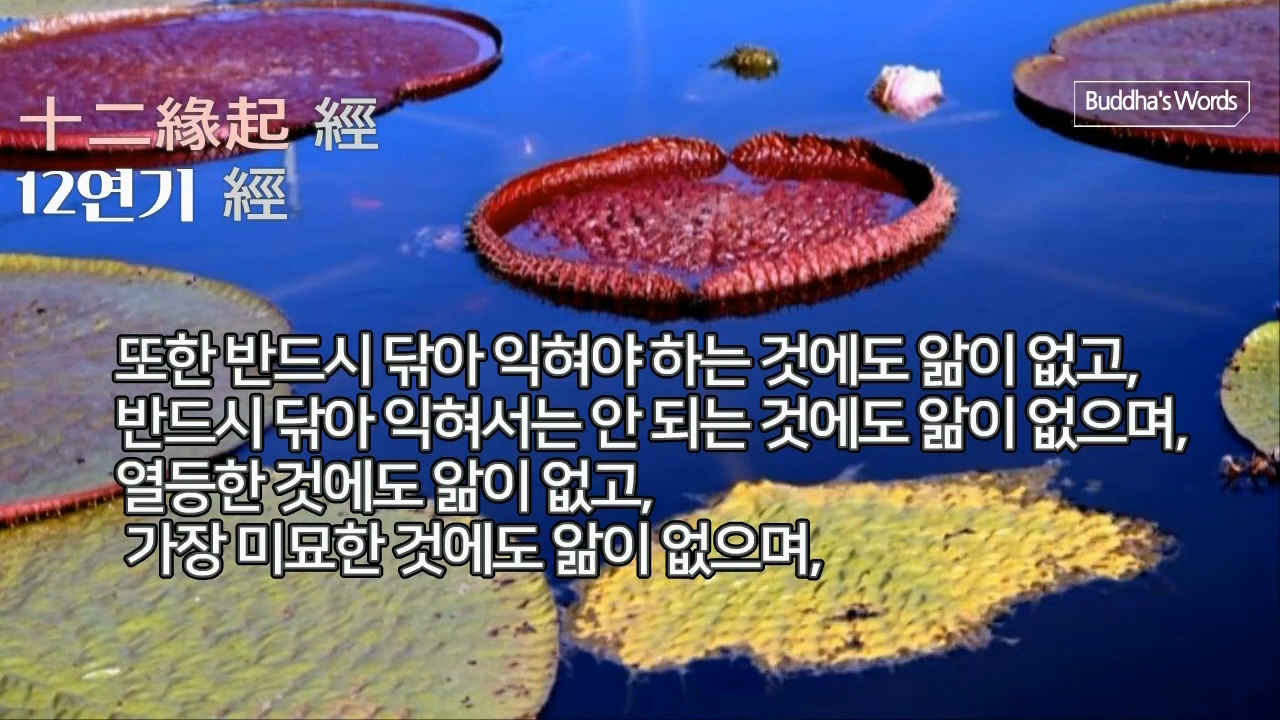 十二緣起 經
12연기 經
Buddha's Words
또한 반드시 닦아 익혀야 하는 것에도 앎이 없고,
반드시 닦아 익혀서는 안 되는 것에도 앎이 없으며,
열등한 것에도 앎이 없고,
가장 미묘한 것에도 앎이 없으며,